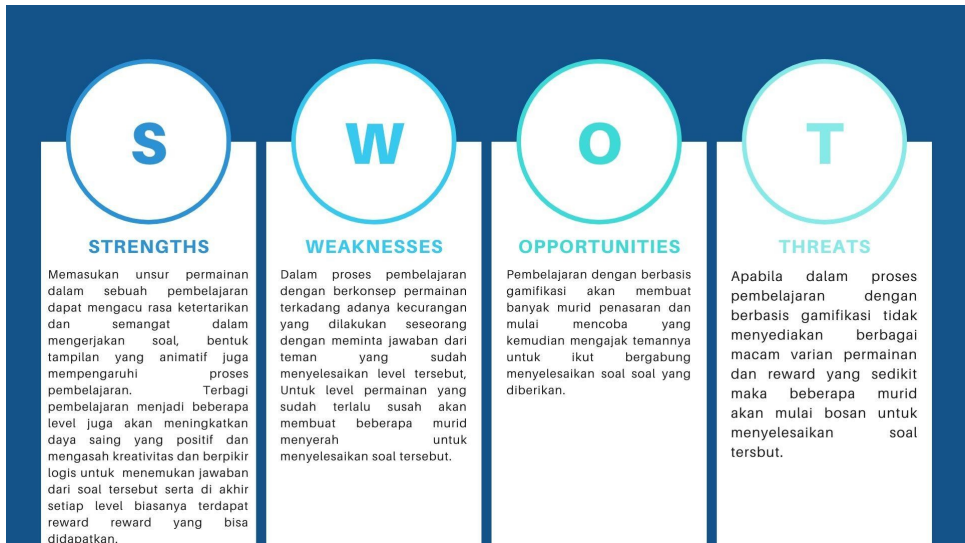 S
STRENGTHS
Memasukan unsur permainan
dalam sebuah pembelajaran
dapat mengacu rasa ketertarikan
dan semangat dalam
mengerjakan soal, bentuk
tampilan yang animatif juga
mempengaruhi proses
pembelajaran. Terbagi
pembelajaran menjadi beberapa
level juga akan meningkatkan
daya saing yang positif dan
mengasah kreativitas dan berpikir
logis untuk menemukan jawaban
dari soal tersebut serta di akhir
setiap level biasanya terdapat
reward reward yang bisa
didapatkan.
W
WEAKNESSES
Dalam proses pembelajaran
dengan berkonsep permainan
terkadang adanya kecurangan
yang dilakukan seseorang
dengan meminta jawaban dari
teman yang sudah
menyelesaikan level tersebut,
Untuk level permainan yang
sudah terlalu susah akan
membuat beberapa murid
menyerah untuk
menyelesaikan soal tersebut.
O
OPPORTUNITIES
Pembelajaran dengan berbasis
gamifikasi akan membuat
banyak murid penasaran dan
mulai mencoba yang
kemudian mengajak temannya
untuk ikut bergabung
menyelesaikan soal soal yang
diberikan.
T
THREATS
Apabila dalam proses
pembelajaran dengan
berbasis gamifikasi tidak
menyediakan berbagai
macam varian permainan
dan reward yang sedikit
maka beberapa murid
akan mulai bosan untuk
menyelesaikan soal
tersbut.